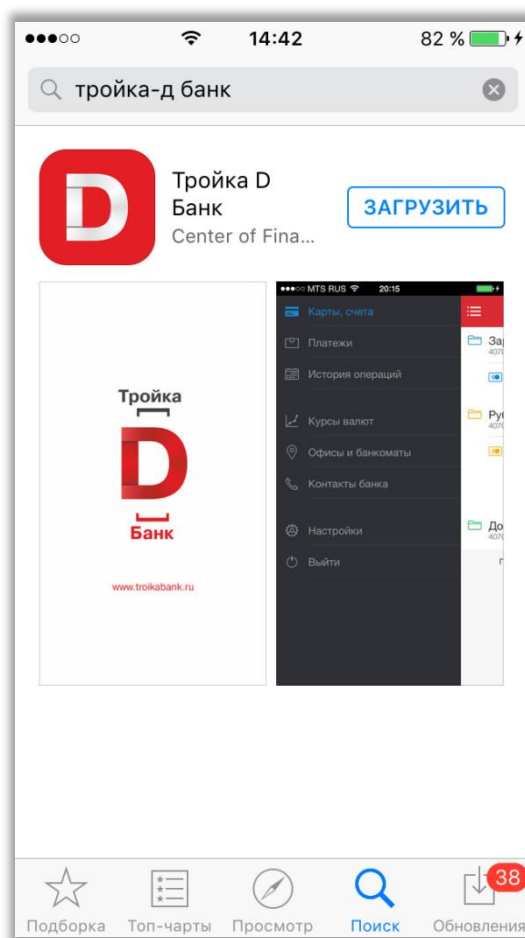 14:42
82 %
тройка-д банк
Тройка D
Банк
Center of Fina...
ЗАГРУЗИТЬ
Тройка
D
Банк
www.troikabank.ru
MTS RUS
20:15
Карты, счета
Платежи
История операций
Курсы валют
Офисы и банкоматы
Контакты банка
Настройки
Выйти
Подборка
Топ-чарты
Просмотр
Поиск
38
Обновления